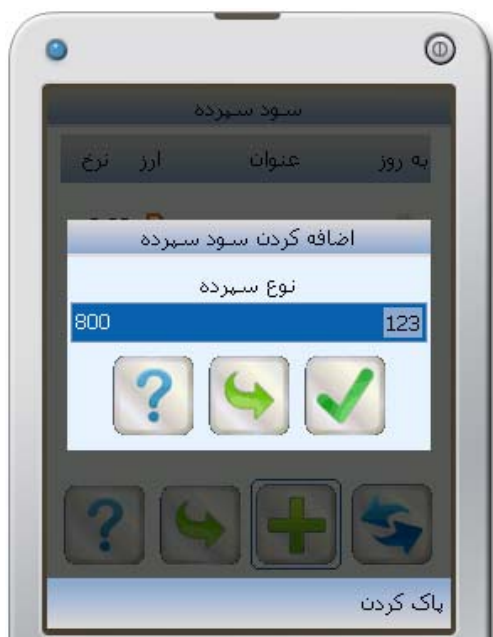 سود سپرده
به روز عنوان ارز نرخ
اضافه کردن سود سپرده
نوع سپرده
123 800
پاک کردن